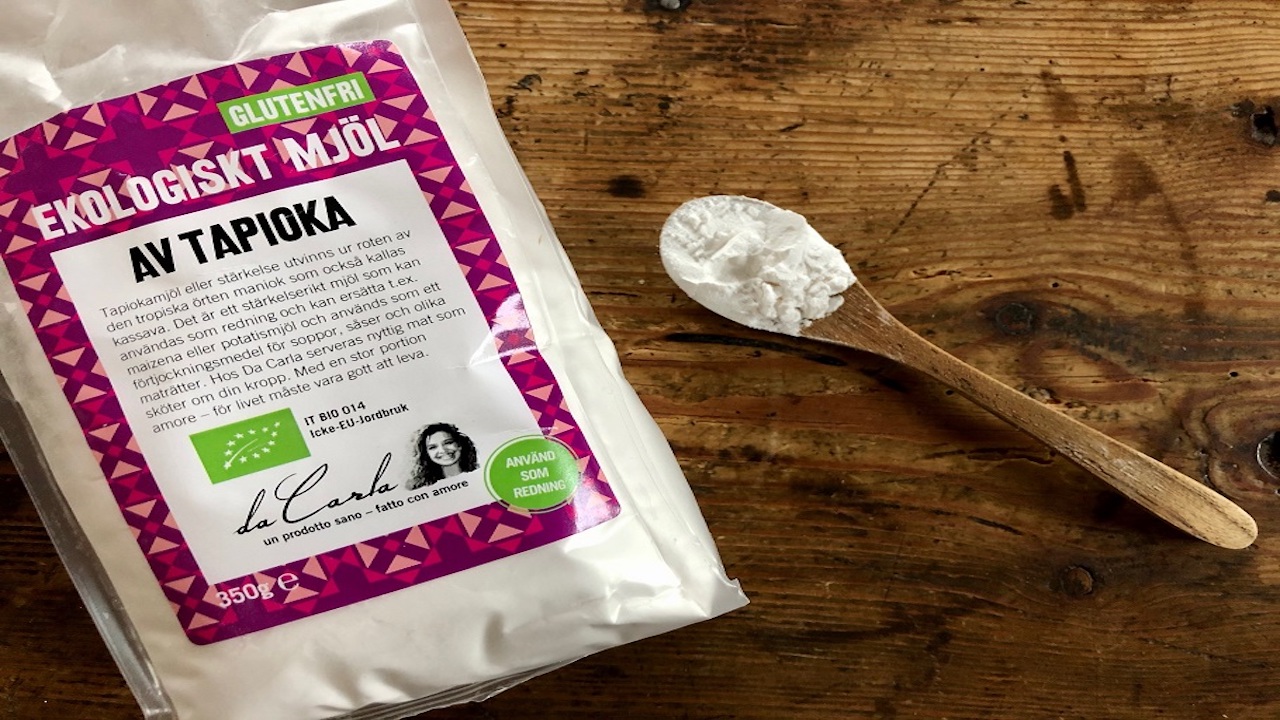 GLUTENFRI
EKOLOGISKT MJÖL
AV TAPIOKA
Tapiokamjöl eller stärkelse utvinns ur roten av
den tropiska örten maniok som också kallas
kassava. Det är ett stärkelserikt mjöl som kan
användas som redning och kan ersätta t.ex.
maizena eller potatismjöl och används som ett
förtjockningsmedel för soppor, såser och olika
maträtter. Hos Da Carla serveras nyttig mat som
sköter om din kropp. Med en stor portion
amore – för livet måste vara gott att leva.
IT BIO 014
Icke-EU-Jordbruk
da Carla
un prodotto sano – fatto con amore
ANVÄND
SOM
REDNING
350g e